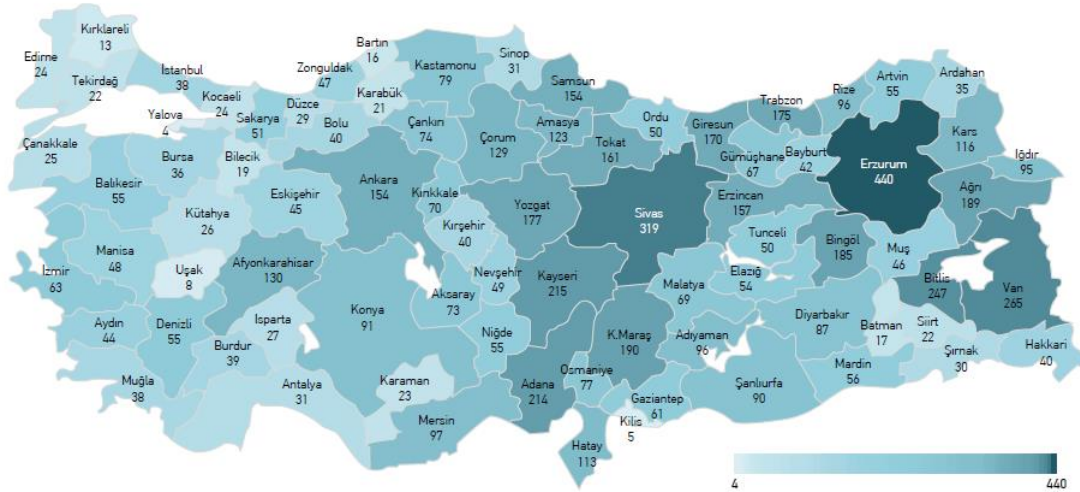 Kırklareli
13
Edirne
24
Tekirdağ
22
İstanbul
38
Yalova
4
Kocaeli
24
Sakarya
51
Düzce
29
Zonguldak
47
Bartın
16
Karabük
21
Bolu
40
Kastamonu
79
Sinop
31
Çankırı
74
Samsun
154
Amasya
123
Çorum
129
Tokat
161
Ordu
50
Giresun
170
Trabzon
175
Gümüşhane
67
Bayburt
42
Rize
96
Artvin
55
Ardahan
35
Kars
116
Iğdır
95
Erzurum
440
Ağrı
189
Çanakkale
25
Balıkesir
55
Bursa
36
Bilecik
19
Kütahya
26
Eskişehir
45
Ankara
154
Kırıkkale
70
Kırşehir
40
Yozgat
177
Sivas
319
Erzincan
157
Tunceli
50
Bingöl
185
Muş
46
Bitlis
247
Van
265
Manisa
48
İzmir
63
Uşak
8
Afyonkarahisar
130
Konya
91
Aksaray
73
Nevşehir
49
Kayseri
215
Malatya
69
Elazığ
54
Diyarbakır
87
Batman
17
Siirt
22
Şırnak
30
Hakkari
40
Aydın
44
Denizli
55
Isparta
27
Burdur
39
Muğla
38
Antalya
31
Karaman
23
Niğde
55
Mersin
97
Adana
214
Osmaniye
77
K.Maraş
190
Adıyaman
96
Gaziantep
61
Kilis
5
Hatay
113
Şanlıurfa
90
Mardin
56
4
440